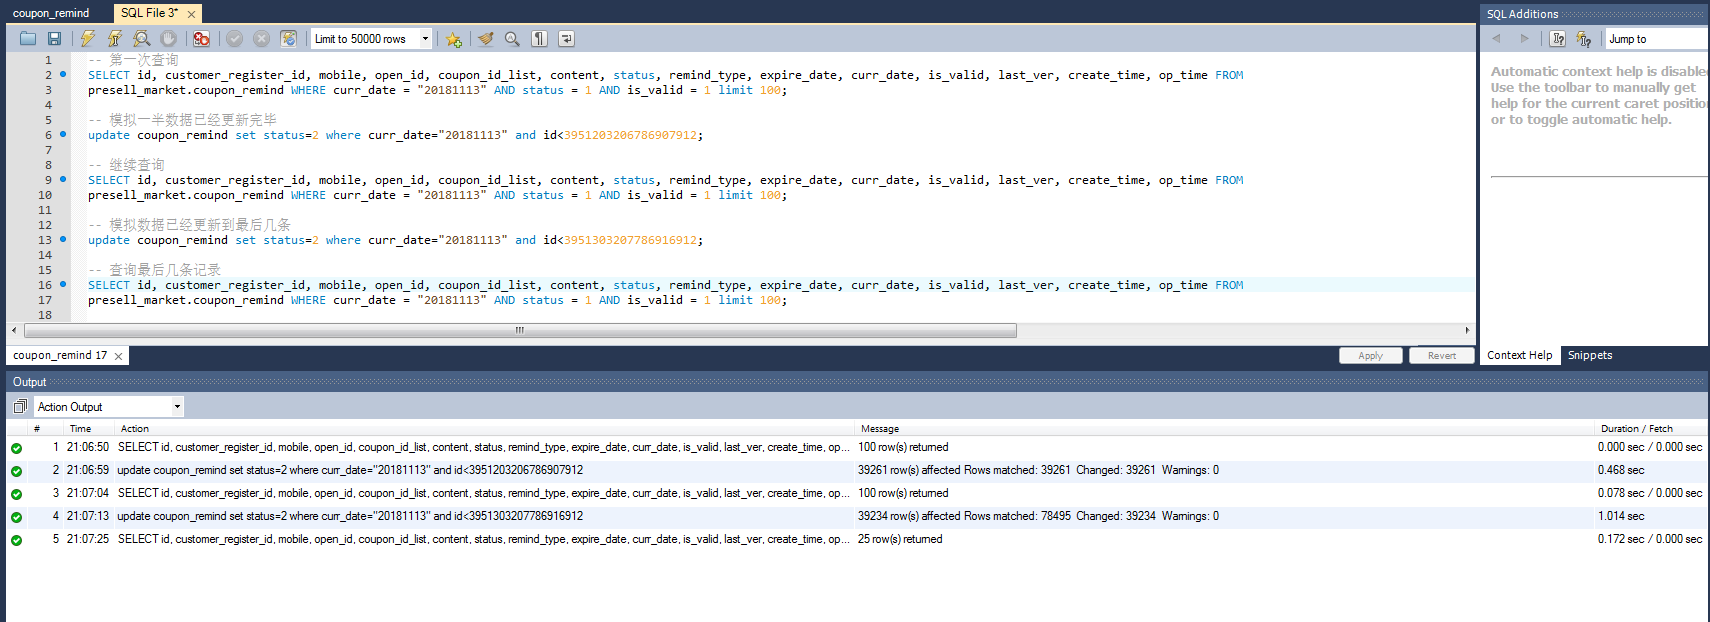 coupon_remind SQL File 3* SQL Additions
Limit to 50000 rows Jump to
1 -- 第一次查询
2 SELECT id, customer_register_id, mobile, open_id, coupon_id_list, content, status, remind_type, expire_date, curr_date, is_valid, last_ver, create_time, op_time FROM
3 presell_market.coupon_remind WHERE curr_date = "20181113" AND status = 1 AND is_valid = 1 limit 100;
4
5 -- 模拟一半数据已经更新完毕
6 update coupon_remind set status=2 where curr_date="20181113" and id<3951203206786907912;
7
8 -- 继续查询
9 SELECT id, customer_register_id, mobile, open_id, coupon_id_list, content, status, remind_type, expire_date, curr_date, is_valid, last_ver, create_time, op_time FROM
10 presell_market.coupon_remind WHERE curr_date = "20181113" AND status = 1 AND is_valid = 1 limit 100;
11
12 -- 模拟数据已经更新到最后几条
13 update coupon_remind set status=2 where curr_date="20181113" and id<3951303207786916912;
14
15 -- 查询最后几条记录
16 SELECT id, customer_register_id, mobile, open_id, coupon_id_list, content, status, remind_type, expire_date, curr_date, is_valid, last_ver, create_time, op_time FROM
17 presell_market.coupon_remind WHERE curr_date = "20181113" AND status = 1 AND is_valid = 1 limit 100;
18
Automatic context help is disable
Use the toolbar to manually get
help for the current caret positio
or to toggle automatic help.
coupon_remind 17 Apply Revert Context Help Snippets
Output
Action Output
# Time Action Message Duration / Fetch
1 21:06:50 SELECT id, customer_register_id, mobile, open_id, coupon_id_list, content, status, remind_type, expire_date, curr_date, is_valid, last_ver, create_time, op... 100 row(s) returned 0.000 sec / 0.000 sec
2 21:06:59 update coupon_remind set status=2 where curr_date="20181113" and id<3951203206786907912 39261 row(s) affected Rows matched: 39261 Changed: 39261 Warnings: 0 0.468 sec
3 21:07:04 SELECT id, customer_register_id, mobile, open_id, coupon_id_list, content, status, remind_type, expire_date, curr_date, is_valid, last_ver, create_time, op... 100 row(s) returned 0.078 sec / 0.000 sec
4 21:07:13 update coupon_remind set status=2 where curr_date="20181113" and id<3951303207786916912 39234 row(s) affected Rows matched: 78495 Changed: 39234 Warnings: 0 1.014 sec
5 21:07:25 SELECT id, customer_register_id, mobile, open_id, coupon_id_list, content, status, remind_type, expire_date, curr_date, is_valid, last_ver, create_time, op... 25 row(s) returned 0.172 sec / 0.000 sec